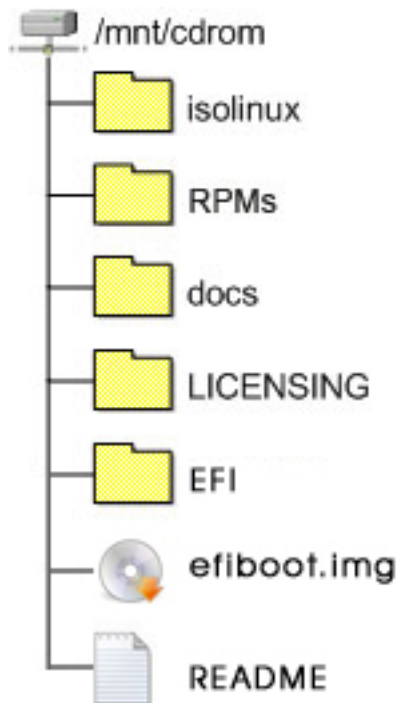 /mnt/cdrom
isolinux
RPMs
docs
LICENSING
EFI
efiboot.img
README